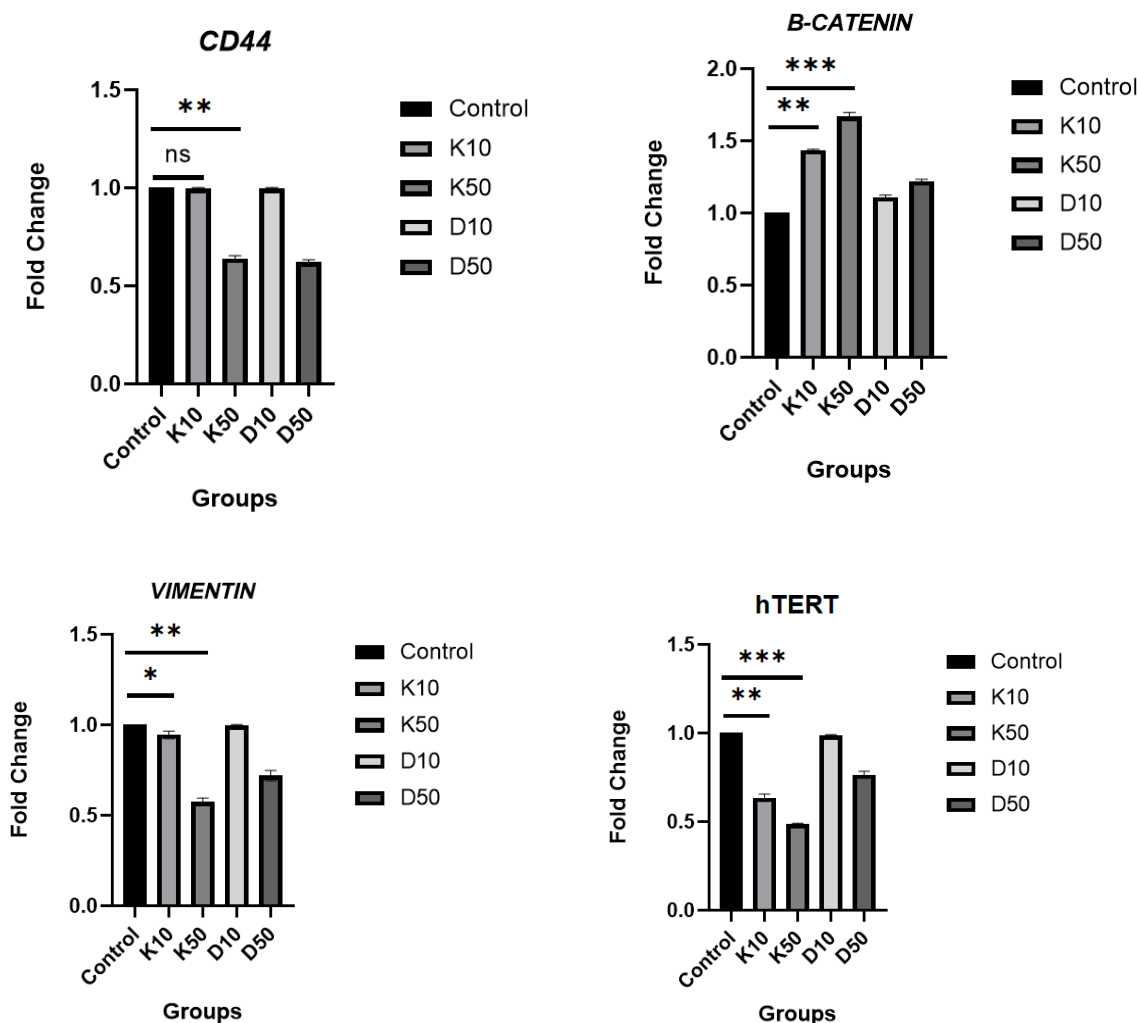 CD44
Fold Change
1.5
1.0
0.5
0.0
**
ns
Control
K10
K50
D10
D50
Groups
Control
K10
K50
D10
D50
B-CATENIN
Fold Change
2.0
1.5
1.0
0.5
0.0
***
**
Control
K10
K50
D10
D50
Groups
Control
K10
K50
D10
D50
VIMENTIN
Fold Change
1.5
1.0
0.5
0.0
**
*
Control
K10
K50
D10
D50
Groups
Control
K10
K50
D10
D50
hTERT
Fold Change
1.5
1.0
0.5
0.0
***
**
Control
K10
K50
D10
D50
Groups
Control
K10
K50
D10
D50